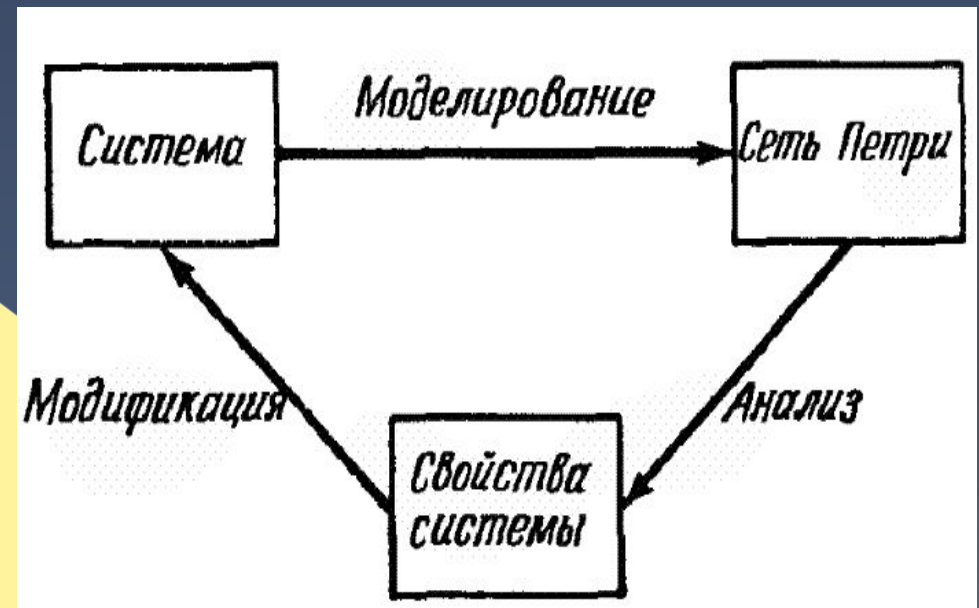 Моделирование
Система
Сеть Петри
Модификация
Анализ
Свойства
системы